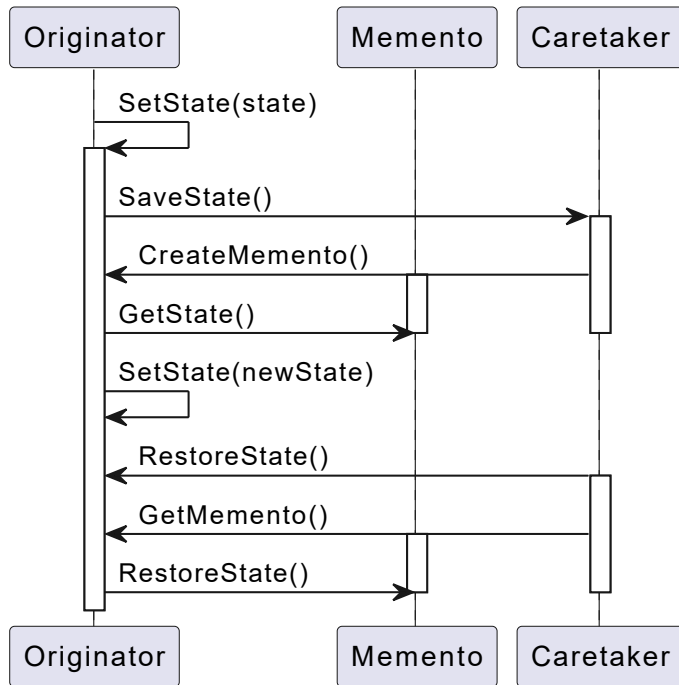 Originator Memento Caretaker
SetState(state)
SaveState()
CreateMemento()
GetState()
SetState(newState)
RestoreState()
GetMemento()
RestoreState()
Originator Memento Caretaker